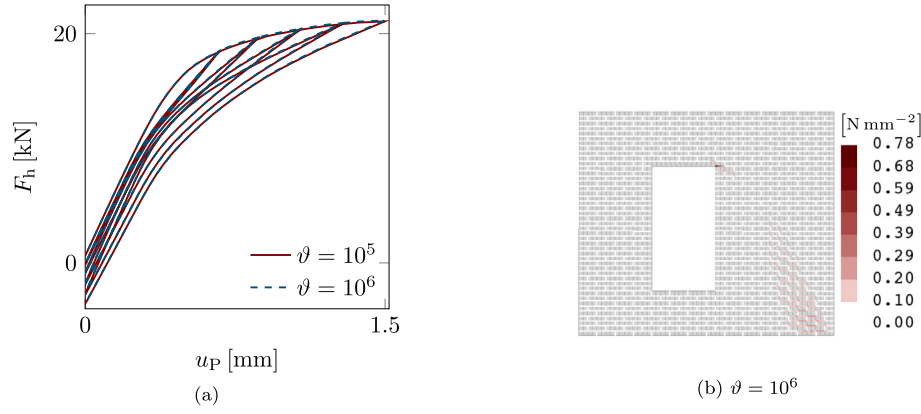 20
0
F_h [kN]
ϑ = 10^5
ϑ = 10^6
0
1.5
u_P [mm]
(a)
[N mm^−2]
0.78
0.68
0.59
0.49
0.39
0.29
0.20
0.10
0.00
(b) ϑ = 10^6